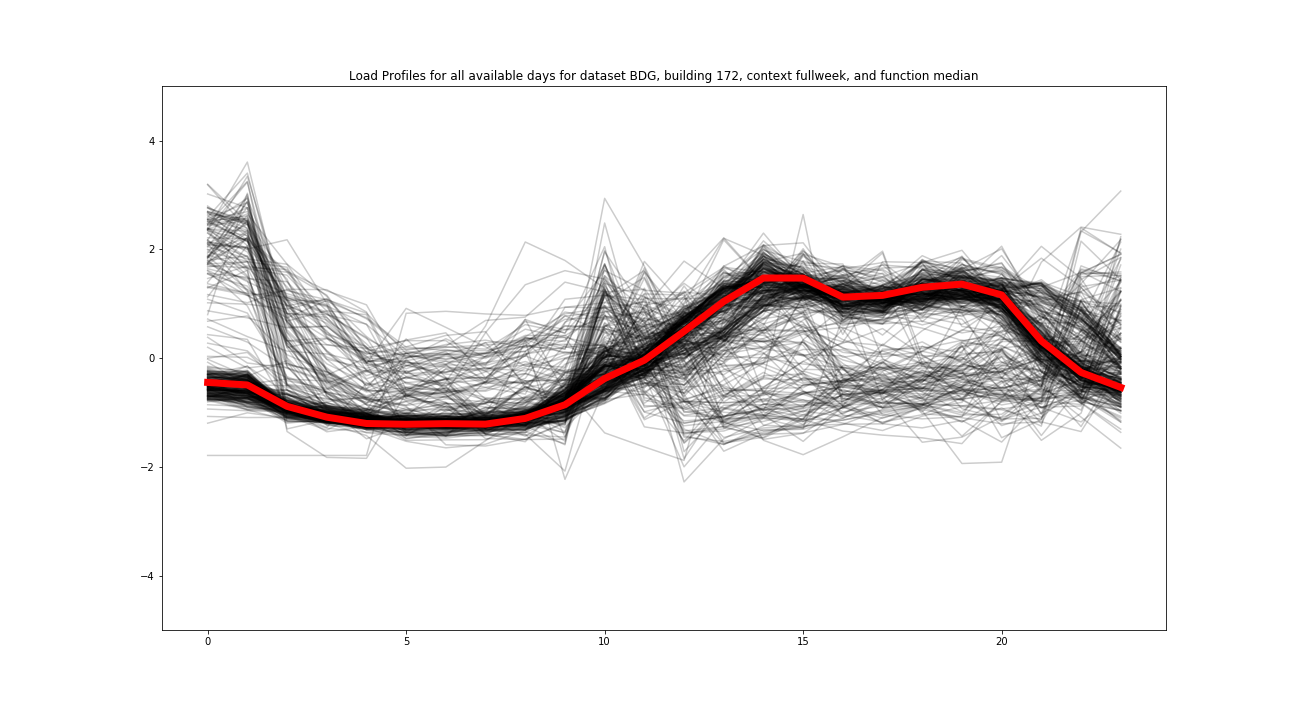 Load Profiles for all available days for dataset BDG, building 172, context fullweek, and function median
4
2
0
−2
−4
0 5 10 15 20